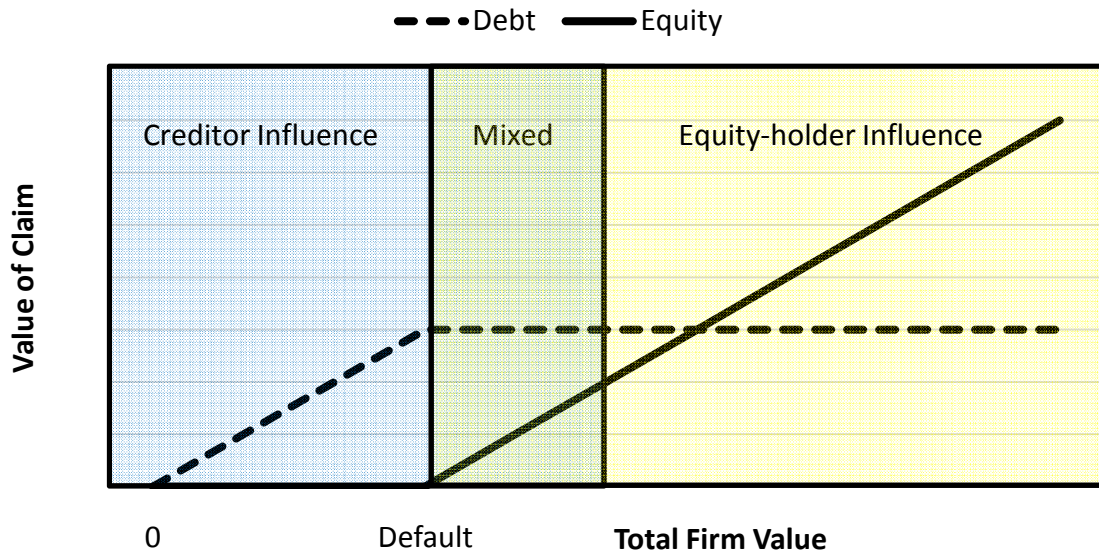 Debt Equity
Creditor Influence Mixed Equity-holder Influence
Value of Claim
0 Default Total Firm Value